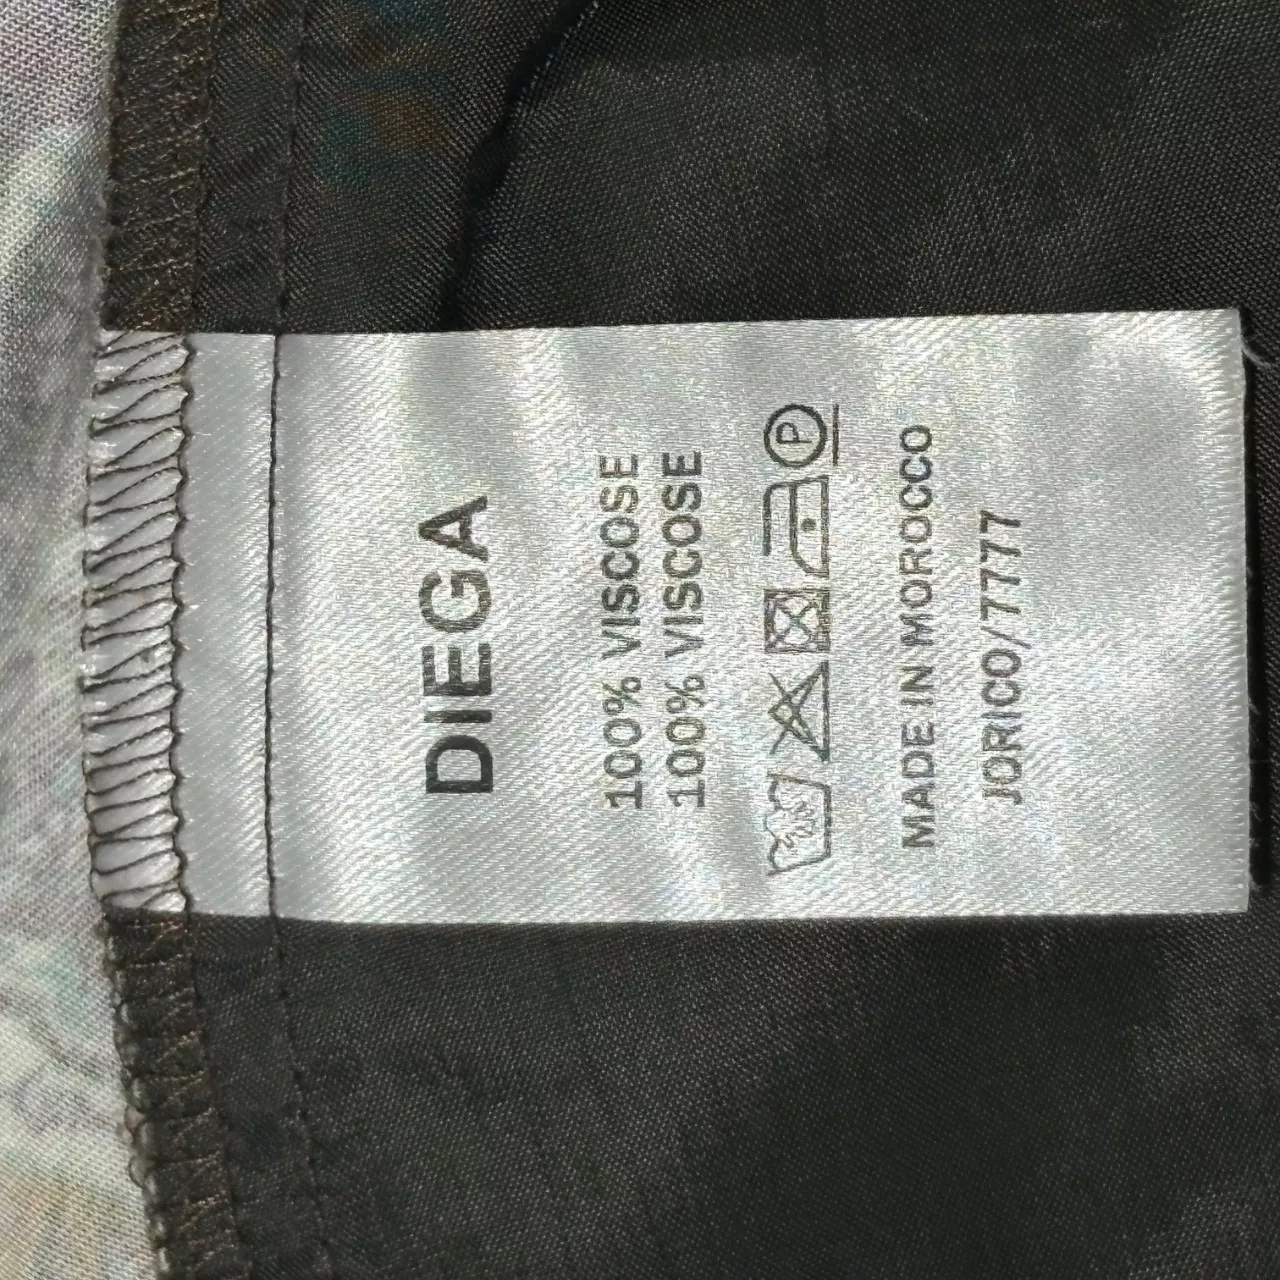 DIEGA
100% VISCOSE
100% VISCOSE
P
MADE IN MOROCCO
JORICO/7777